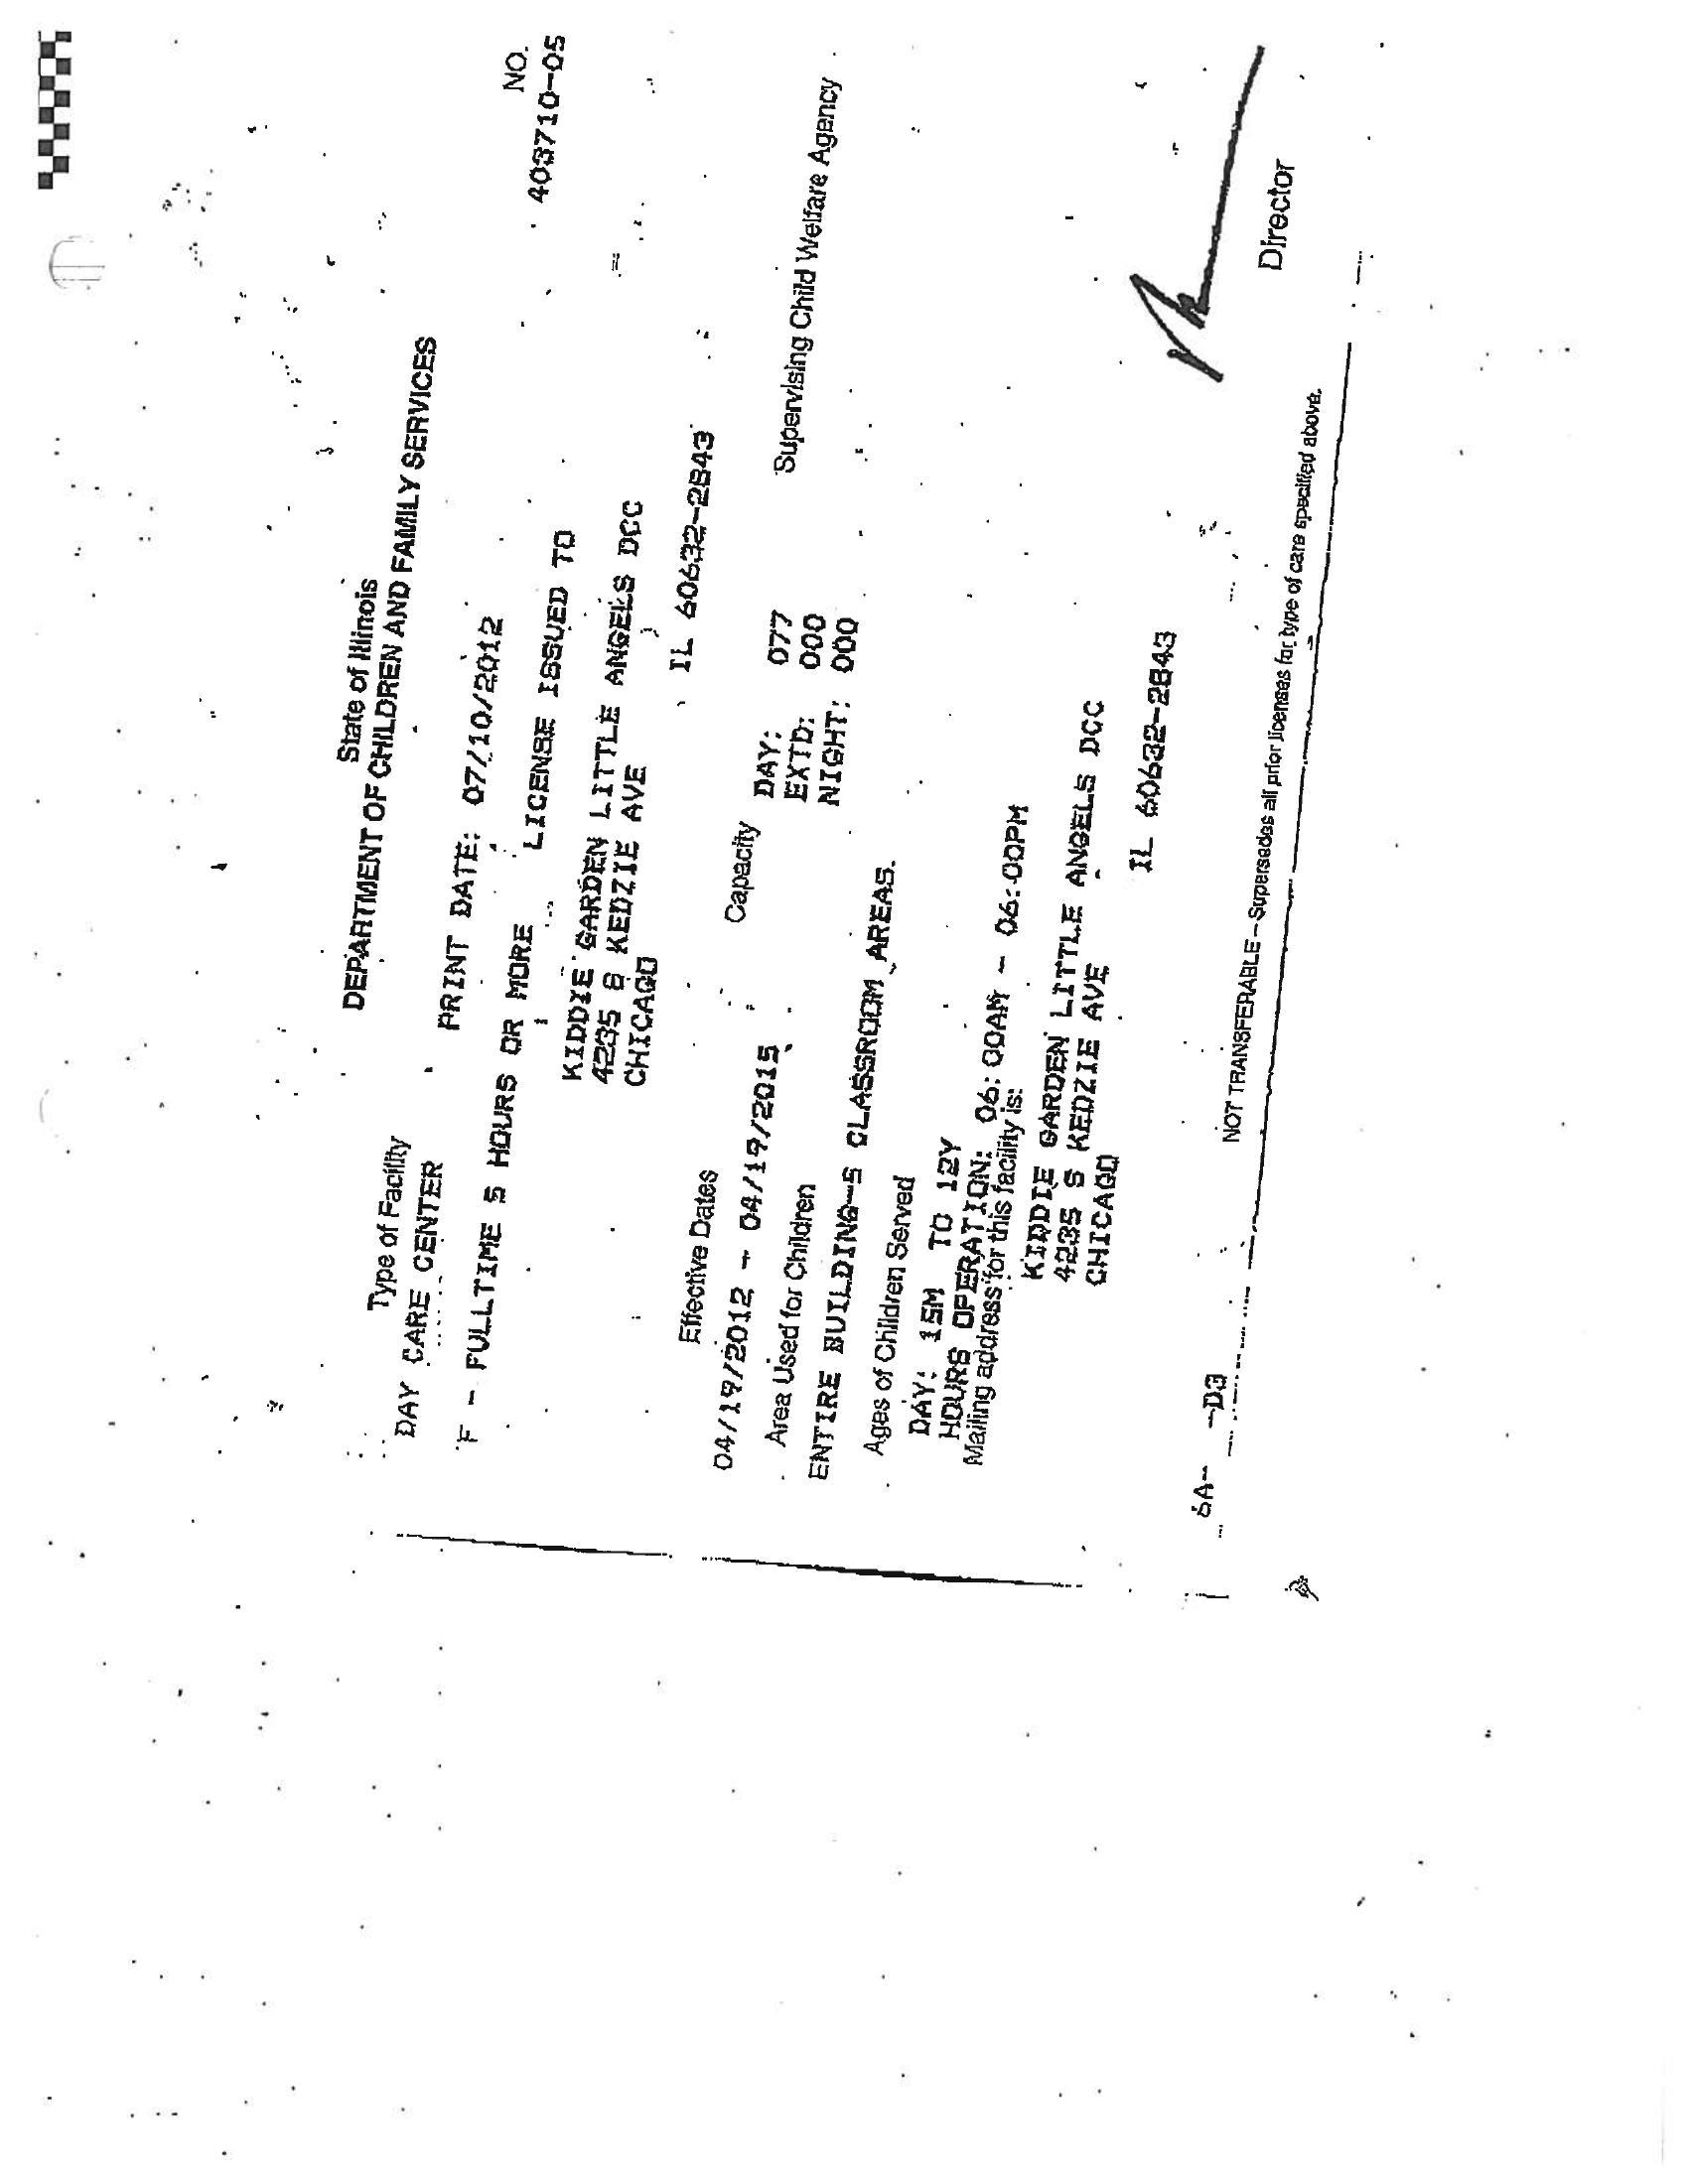 State of Illinois
DEPARTMENT OF CHILDREN AND FAMILY SERVICES
Type of Facility
NO.
DAY CARE CENTER PRINT DATE: 07/10/2012
403710-05
F - FULLTIME 5 HOURS OR MORE LICENSE ISSUED TO
KIDDIE GARDEN LITTLE ANGELS DCC
4235 S KEDZIE AVE
CHICAGO IL 60632-2843
Effective Dates Capacity Supervising Child Welfare Agency
04/19/2012 - 04/19/2015 DAY: 077
Area Used for Children EXTD: 000
ENTIRE BUILDING-5 CLASSROOM AREAS. NIGHT: 000
Ages of Children Served
DAY: 15M TO 12Y
HOURS OPERATION: 06:00AM - 06:00PM
Mailing address for this facility is:
KIDDIE GARDEN LITTLE ANGELS DCC
4235 S KEDZIE AVE
CHICAGO IL 60632-2843
6A- -D3
Director
NOT TRANSFERABLE – Supersedes all prior licenses for type of care specified above.